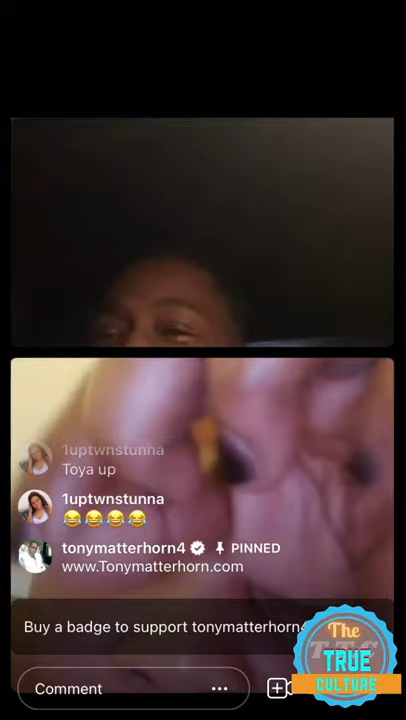 1uptwnstunna
Toya up
1uptwnstunna
😂😂😂😂
tonymatterhorn4 PINNED
www.Tonymatterhorn.com
Buy a badge to support tonymatterhorn4
Comment
The
TRUE
CULTURE